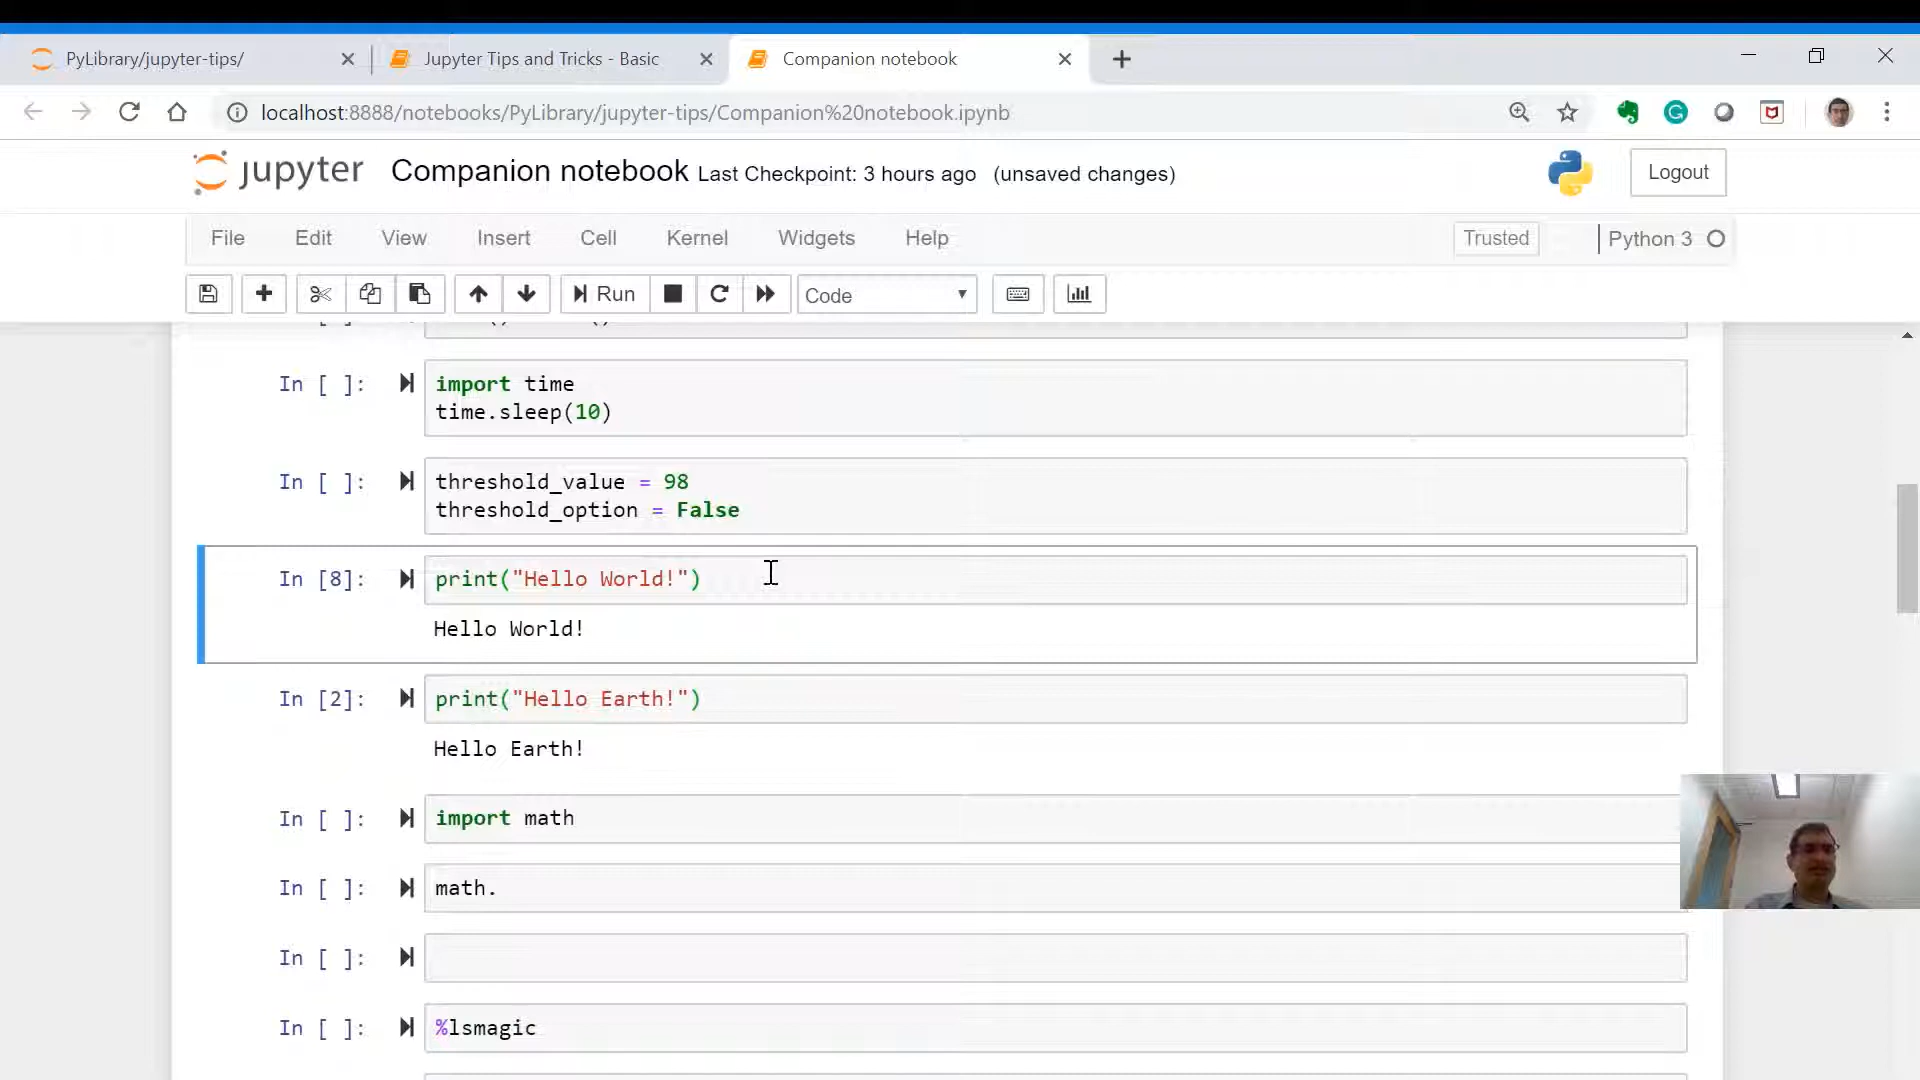 PyLibrary/jupyter-tips/
Jupyter Tips and Tricks - Basic
Companion notebook
localhost:8888/notebooks/PyLibrary/jupyter-tips/Companion%20notebook.ipynb
jupyter Companion notebook Last Checkpoint: 3 hours ago (unsaved changes)
Logout
File Edit View Insert Cell Kernel Widgets Help Trusted Python 3
Run Code
In [ ]: import time
time.sleep(10)
In [ ]: threshold_value = 98
threshold_option = False
In [8]: print("Hello World!")
Hello World!
In [2]: print("Hello Earth!")
Hello Earth!
In [ ]: import math
In [ ]: math.
In [ ]:
In [ ]: %lsmagic